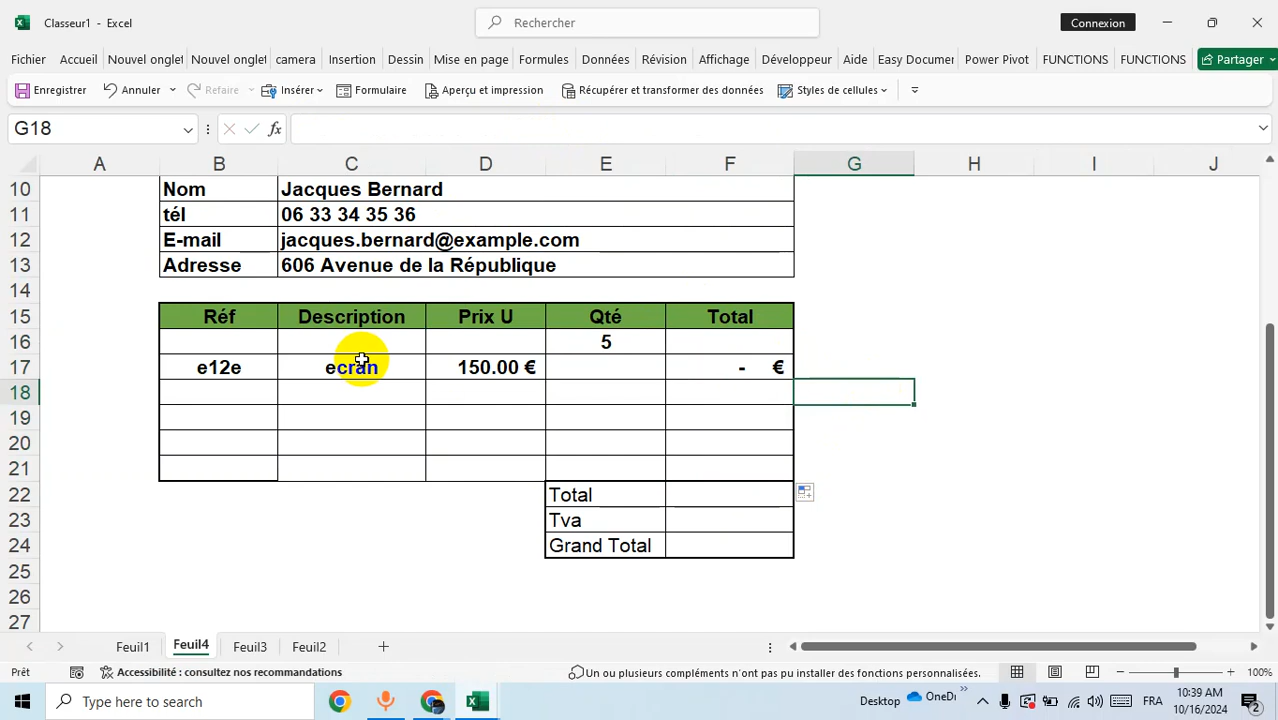 Classeur1 - Excel
Rechercher
Connexion
Fichier Accueil Nouvel onglet Nouvel onglet camera Insertion Dessin Mise en page Formules Données Révision Affichage Développeur Aide Easy Documer Power Pivot FUNCTIONS FUNCTIONS Partager
Enregistrer Annuler Refaire Insérer Formulaire Aperçu et impression Récupérer et transformer des données Styles de cellules
G18 fx
A B C D E F G H I J
10 Nom Jacques Bernard
11 tél 06 33 34 35 36
12 E-mail jacques.bernard@example.com
13 Adresse 606 Avenue de la République
14
15 Réf Description Prix U Qté Total
16 5
17 e12e ecran 150.00 € - €
18
19
20
21
22 Total
23 Tva
24 Grand Total
25
26
27
Feuil1 Feuil4 Feuil3 Feuil2 +
Prêt Accessibilité : consultez nos recommandations Un ou plusieurs compléments n'ont pas pu installer des fonctions personnalisées. 100%
Type here to search Desktop OneDri FRA 10:39 AM
10/16/2024 2